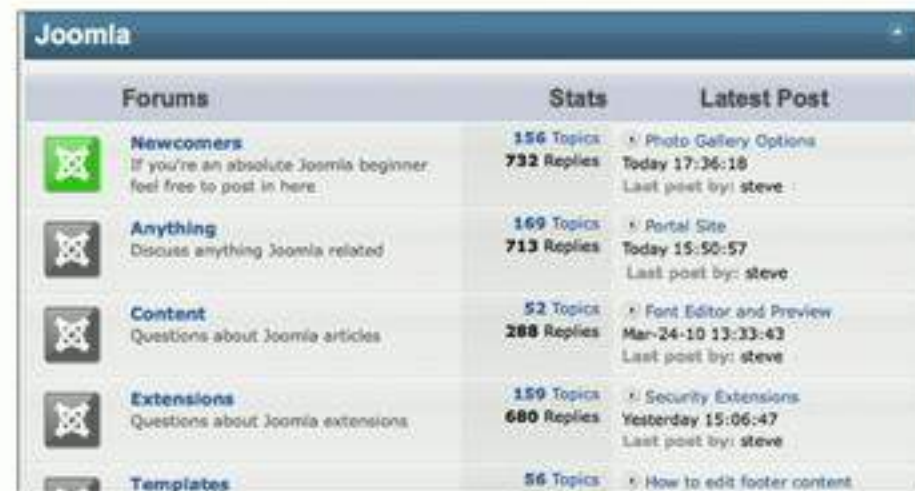 Joomla
Forums Stats Latest Post
Newcomers
If you're an absolute Joomla beginner
feel free to post in here
156 Topics
732 Replies
Photo Gallery Options
Today 17:36:18
Last post by: steve
Anything
Discuss anything Joomla related
169 Topics
713 Replies
Portal Site
Today 15:50:57
Last post by: steve
Content
Questions about Joomla articles
52 Topics
288 Replies
Font Editor and Preview
Mar-24-10 13:33:43
Last post by: steve
Extensions
Questions about Joomla extensions
159 Topics
680 Replies
Security Extensions
Yesterday 15:06:47
Last post by: steve
Templates
56 Topics
How to edit footer content